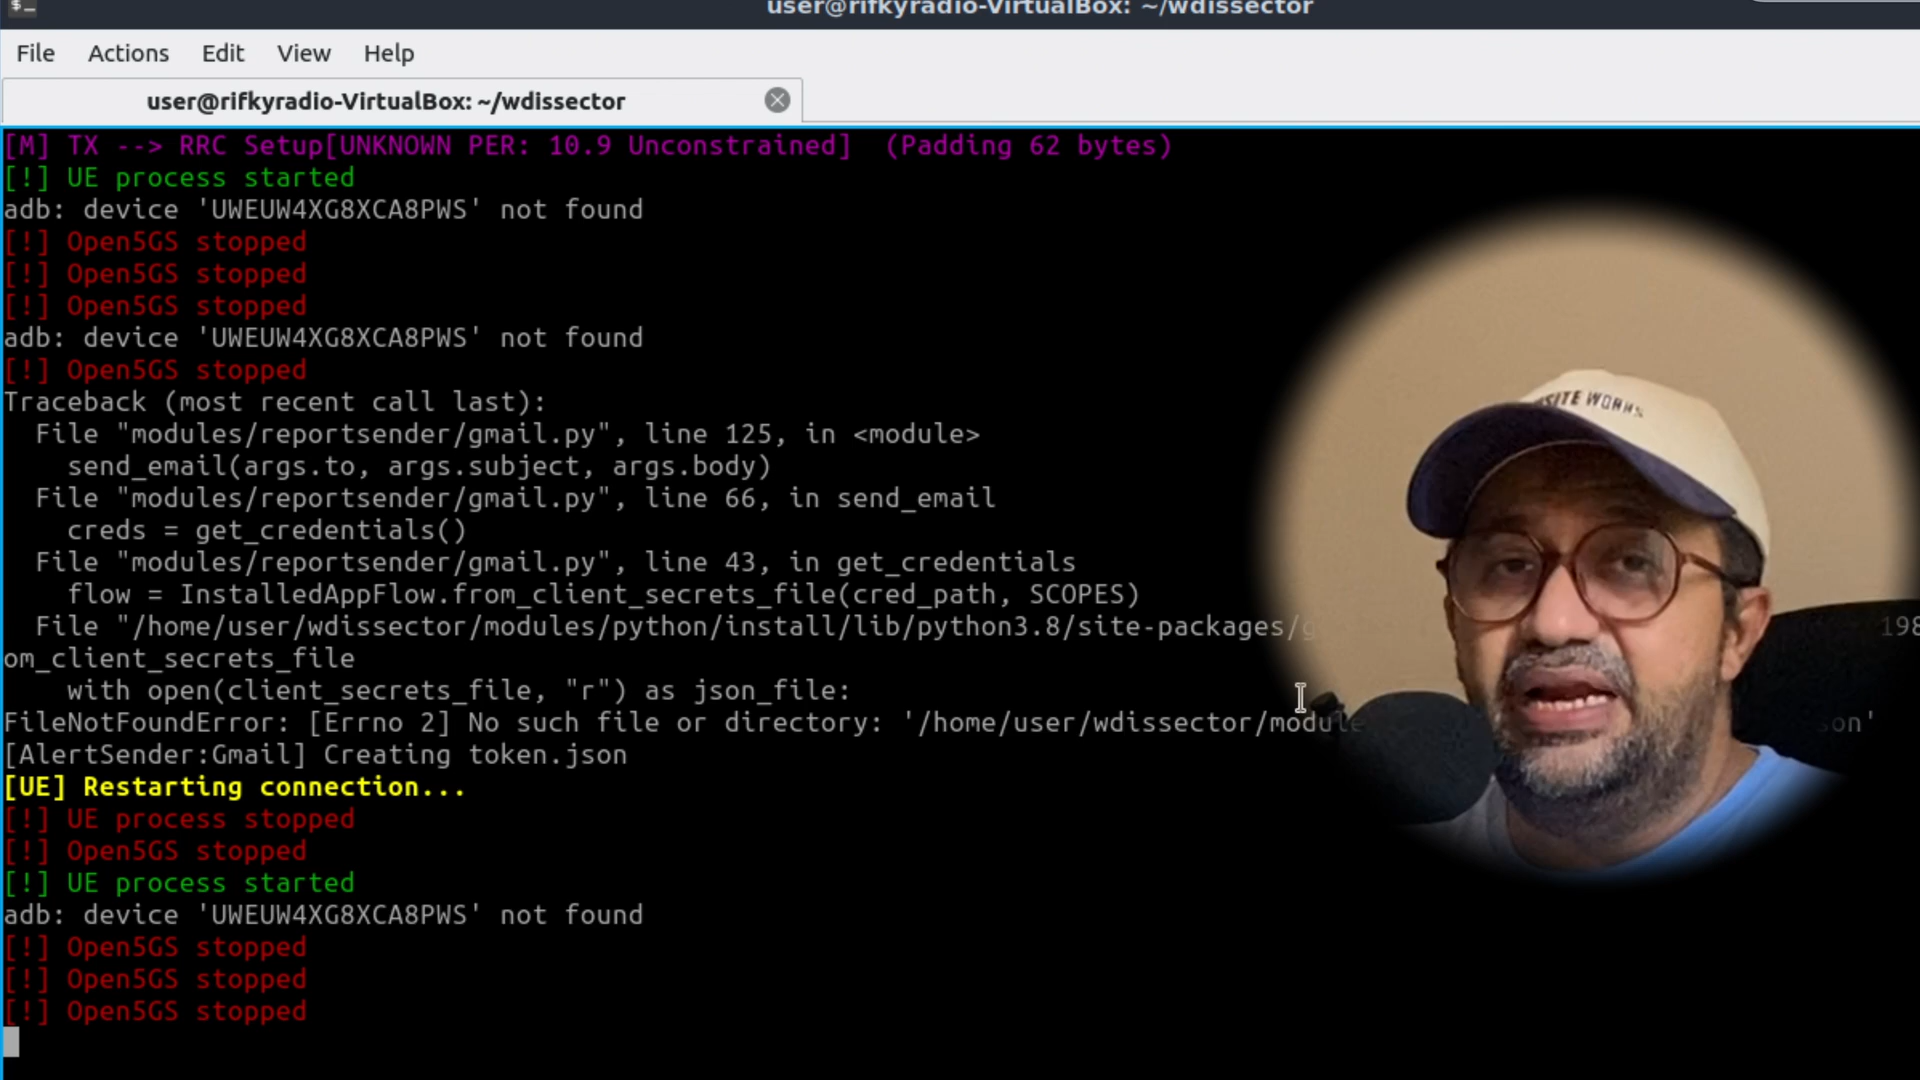 user@rifkyradio-VirtualBox: ~/wdissector
File Actions Edit View Help
user@rifkyradio-VirtualBox: ~/wdissector
[M] TX --> RRC Setup[UNKNOWN PER: 10.9 Unconstrained]  (Padding 62 bytes)
[!] UE process started
adb: device 'UWEUW4XG8XCA8PWS' not found
[!] Open5GS stopped
[!] Open5GS stopped
[!] Open5GS stopped
adb: device 'UWEUW4XG8XCA8PWS' not found
[!] Open5GS stopped
Traceback (most recent call last):
  File "modules/reportsender/gmail.py", line 125, in <module>
    send_email(args.to, args.subject, args.body)
  File "modules/reportsender/gmail.py", line 66, in send_email
    creds = get_credentials()
  File "modules/reportsender/gmail.py", line 43, in get_credentials
    flow = InstalledAppFlow.from_client_secrets_file(cred_path, SCOPES)
  File "/home/user/wdissector/modules/python/install/lib/python3.8/site-packages/g 198
om_client_secrets_file
    with open(client_secrets_file, "r") as json_file:
FileNotFoundError: [Errno 2] No such file or directory: '/home/user/wdissector/module son'
[AlertSender:Gmail] Creating token.json
[UE] Restarting connection...
[!] UE process stopped
[!] Open5GS stopped
[!] UE process started
adb: device 'UWEUW4XG8XCA8PWS' not found
[!] Open5GS stopped
[!] Open5GS stopped
[!] Open5GS stopped
SITE WORKS